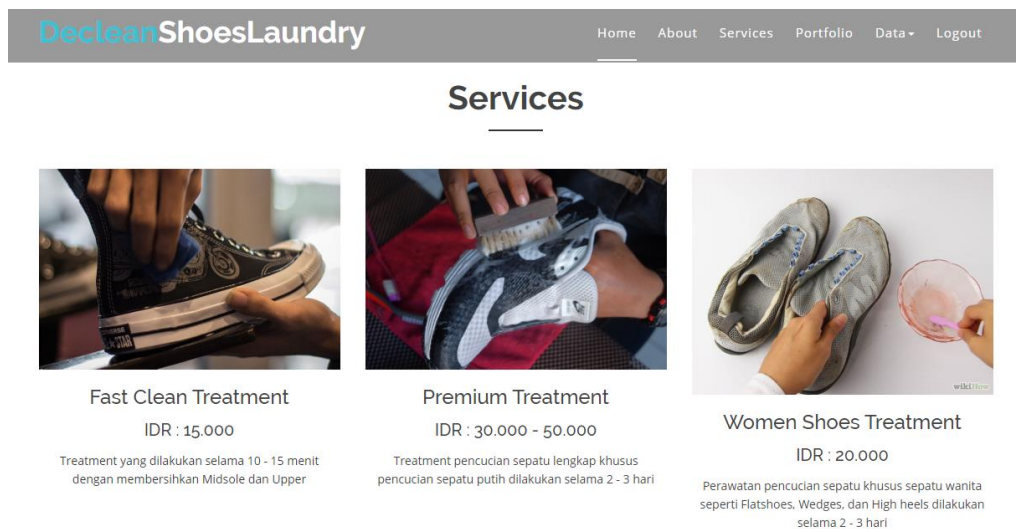 DecleanShoesLaundry
Home About Services Portfolio Data Logout
Services
Fast Clean Treatment
IDR : 15.000
Treatment yang dilakukan selama 10 - 15 menit
dengan membersihkan Midsole dan Upper
Premium Treatment
IDR : 30.000 - 50.000
Treatment pencucian sepatu lengkap khusus
pencucian sepatu putih dilakukan selama 2 - 3 hari
wikiHow
Women Shoes Treatment
IDR : 20.000
Perawatan pencucian sepatu khusus sepatu wanita
seperti Flatshoes, Wedges, dan High heels dilakukan
selama 2 - 3 hari